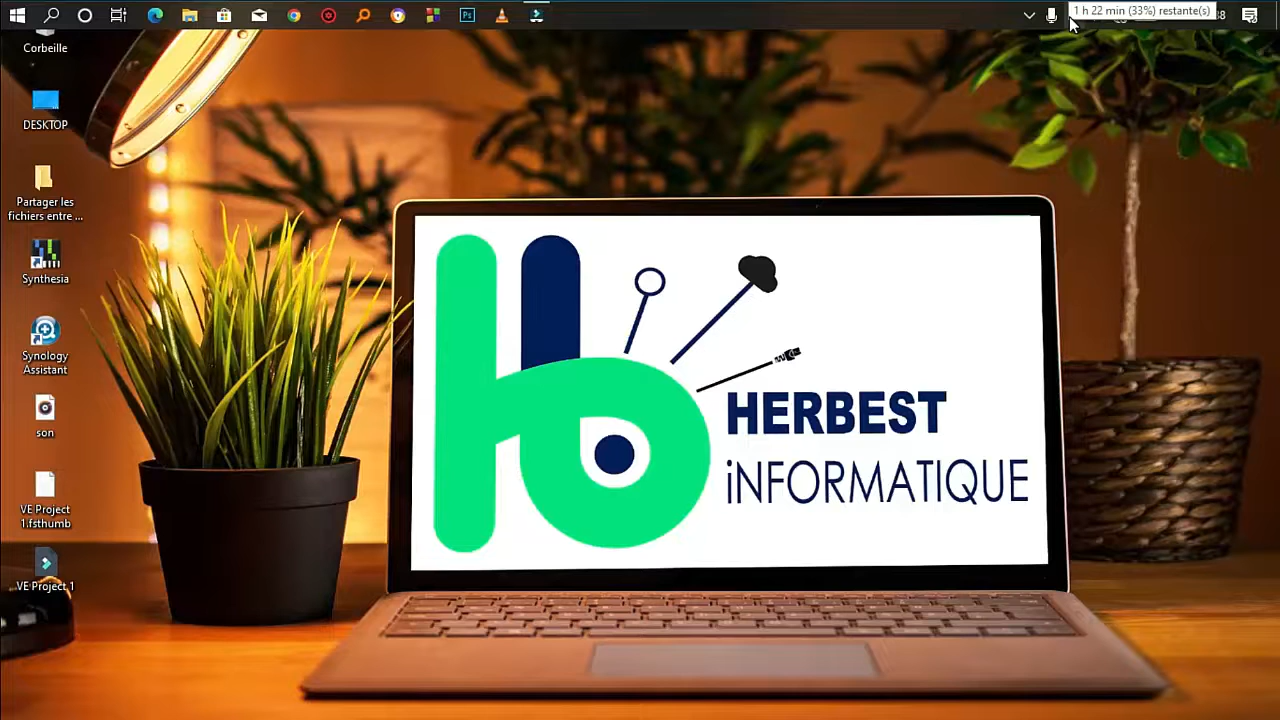 1 h 22 min (33%) restante(s)
Corbeille
DESKTOP
Partager les
fichiers entre ...
Synthesia
Synology
Assistant
son
VE Project
1.fsthumb
VE Project 1
Ps
HERBEST
iNFORMATIQUE